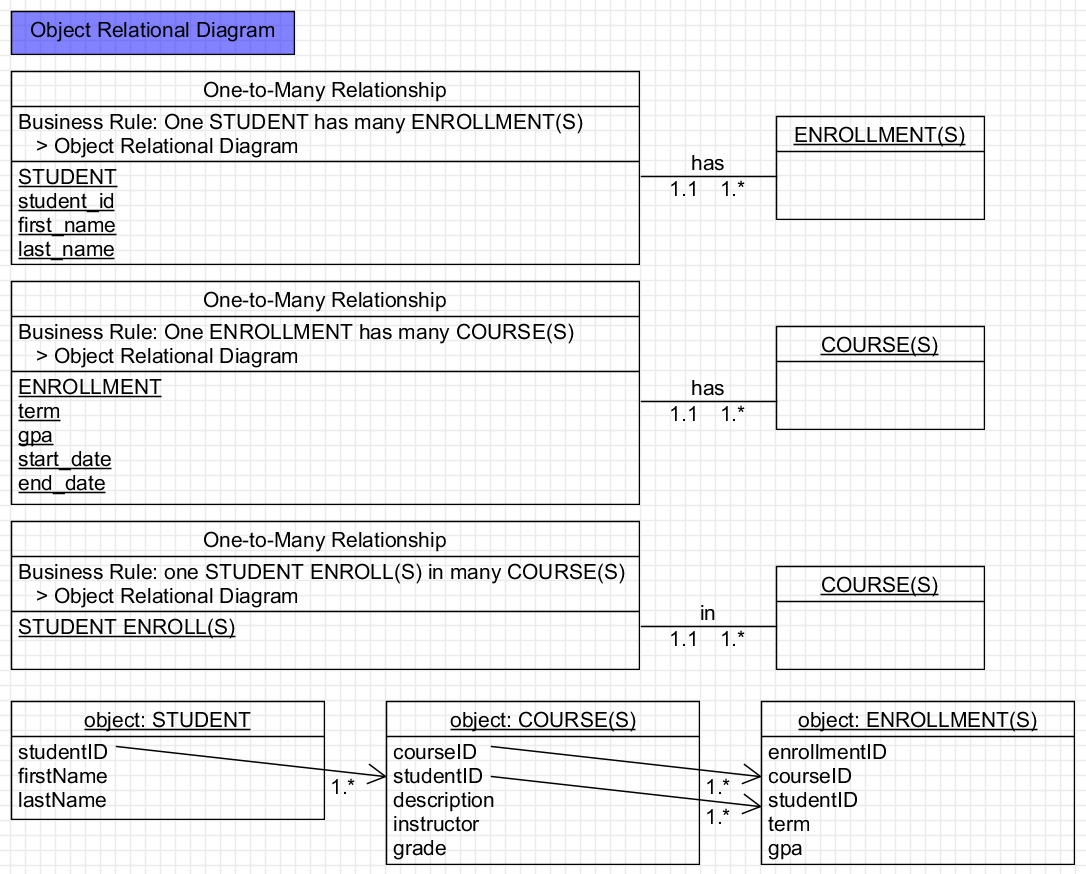 Object Relational Diagram
One-to-Many Relationship
Business Rule: One STUDENT has many ENROLLMENT(S)
> Object Relational Diagram
STUDENT
student_id
first_name
last_name
has
1.1 1.*
ENROLLMENT(S)
One-to-Many Relationship
Business Rule: One ENROLLMENT has many COURSE(S)
> Object Relational Diagram
ENROLLMENT
term
gpa
start_date
end_date
has
1.1 1.*
COURSE(S)
One-to-Many Relationship
Business Rule: one STUDENT ENROLL(S) in many COURSE(S)
> Object Relational Diagram
STUDENT ENROLL(S)
in
1.1 1.*
COURSE(S)
object: STUDENT
studentID
firstName
lastName
1.*
object: COURSE(S)
courseID
studentID
description
instructor
grade
1.*
1.*
object: ENROLLMENT(S)
enrollmentID
courseID
studentID
term
gpa